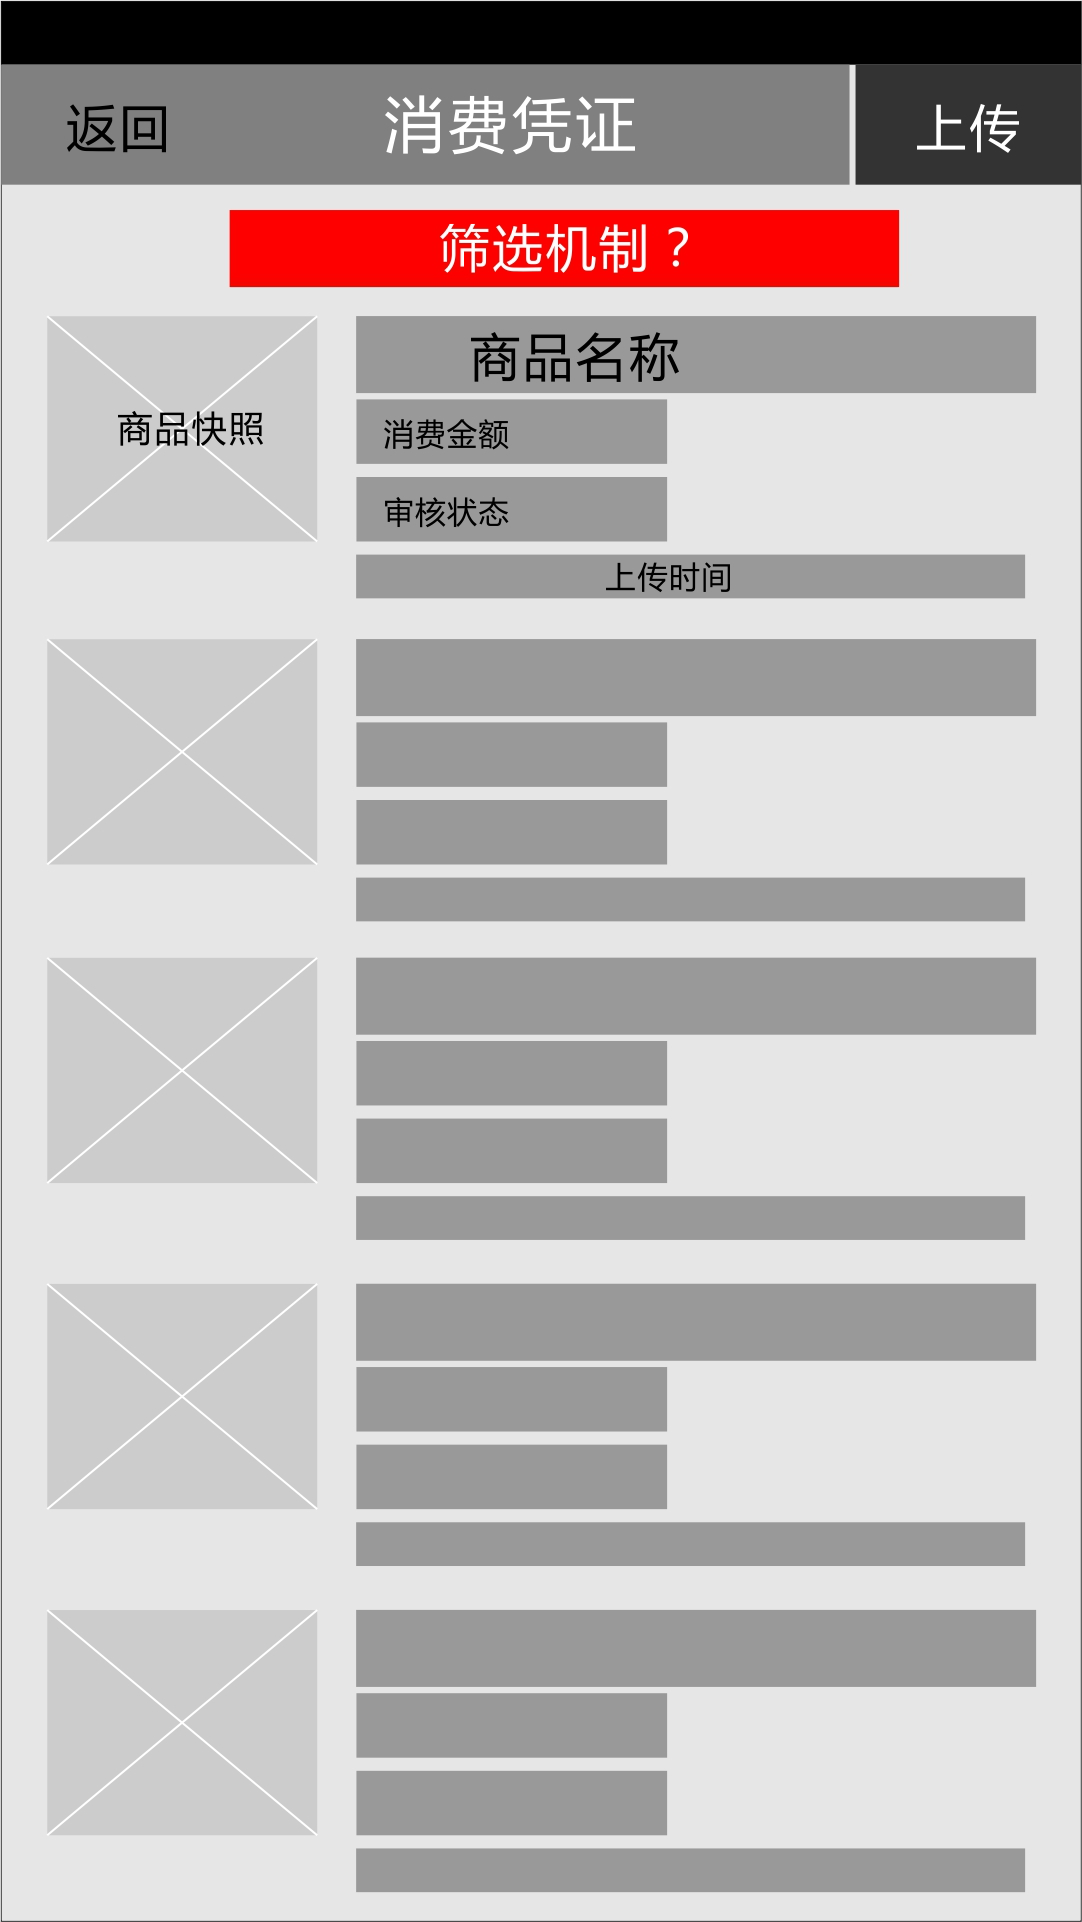 返回
消费凭证
上传
筛选机制？
商品快照
商品名称
消费金额
审核状态
上传时间